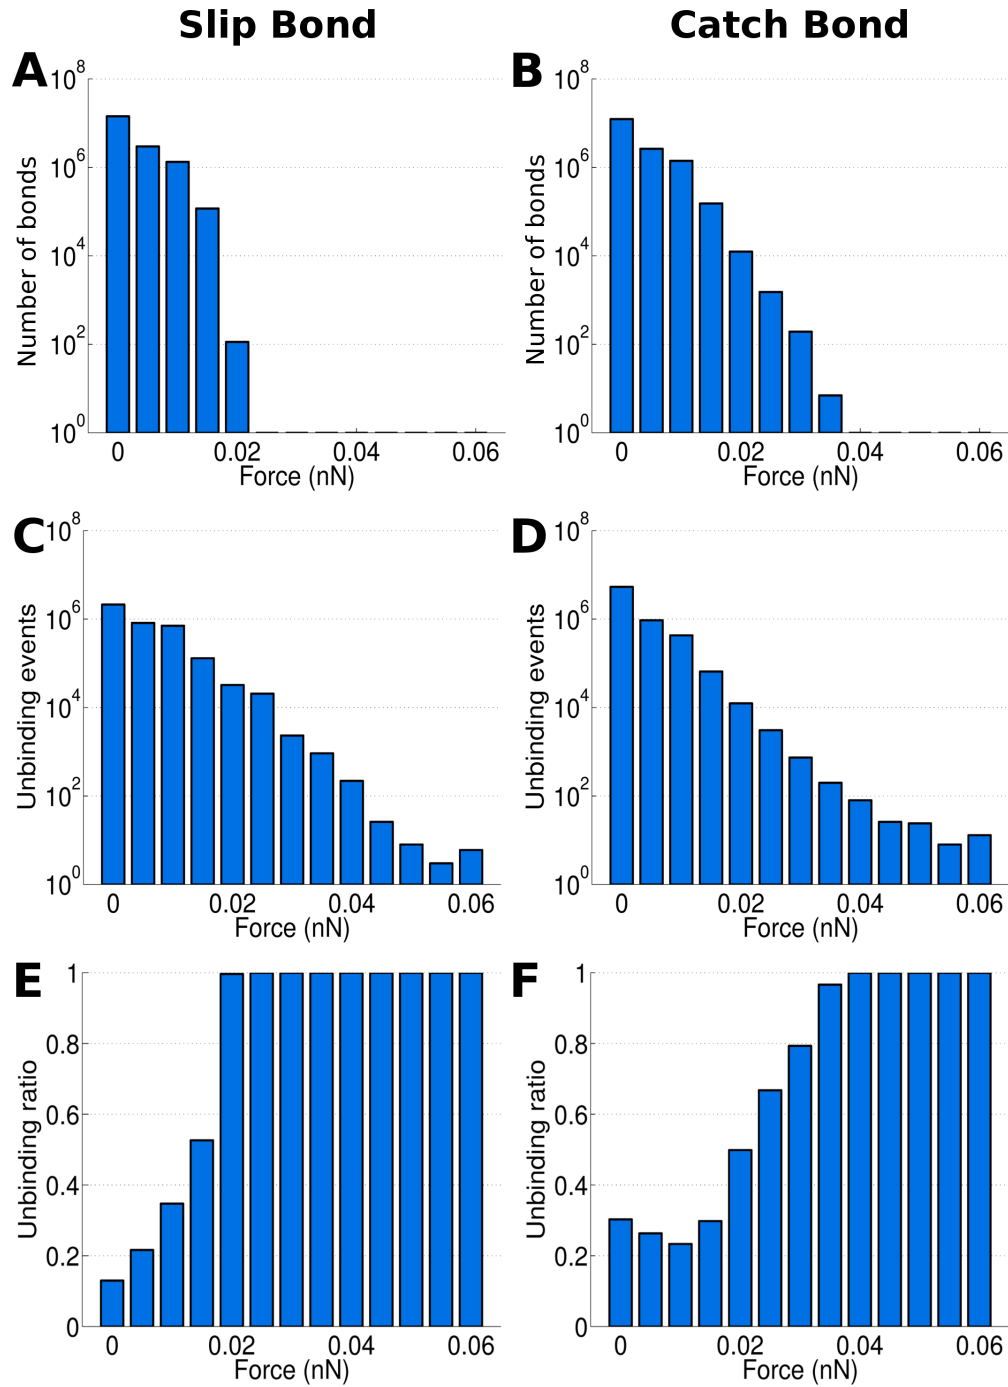 Slip Bond
Catch Bond
A
Number of bonds
10^8
10^6
10^4
10^2
10^0
0
0.02
0.04
0.06
Force (nN)
B
Number of bonds
10^8
10^6
10^4
10^2
10^0
0
0.02
0.04
0.06
Force (nN)
C
Unbinding events
10^8
10^6
10^4
10^2
10^0
0
0.02
0.04
0.06
Force (nN)
D
Unbinding events
10^8
10^6
10^4
10^2
10^0
0
0.02
0.04
0.06
Force (nN)
E
Unbinding ratio
1
0.8
0.6
0.4
0.2
0
0
0.02
0.04
0.06
Force (nN)
F
Unbinding ratio
1
0.8
0.6
0.4
0.2
0
0
0.02
0.04
0.06
Force (nN)